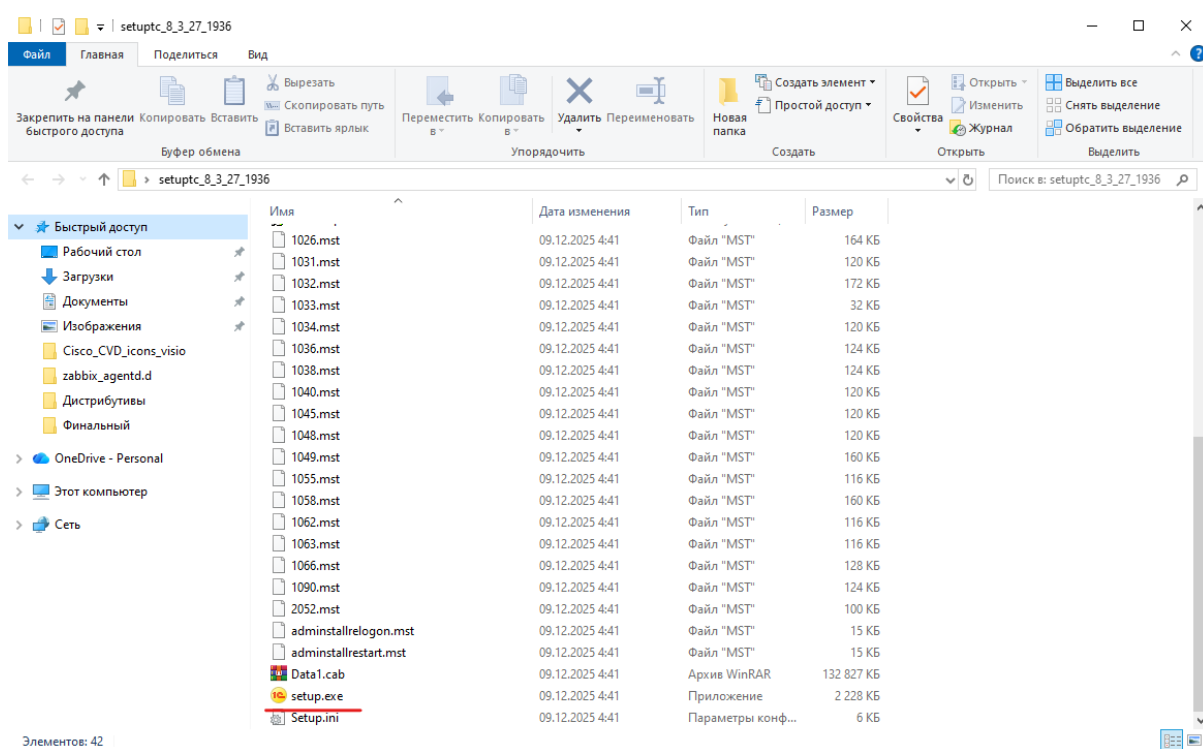 setuptc_8_3_27_1936
Файл Главная Поделиться Вид
Закрепить на панели быстрого доступа
Копировать
Вставить
Вырезать
Скопировать путь
Вставить ярлык
Буфер обмена
Переместить в
Копировать в
Удалить
Переименовать
Упорядочить
Новая папка
Создать элемент
Простой доступ
Создать
Свойства
Открыть
Изменить
Журнал
Открыть
Выделить все
Снять выделение
Обратить выделение
Выделить
setuptc_8_3_27_1936
Поиск в: setuptc_8_3_27_1936
Быстрый доступ
Рабочий стол
Загрузки
Документы
Изображения
Cisco_CVD_icons_visio
zabbix_agentd.d
Дистрибутивы
Финальный
OneDrive - Personal
Этот компьютер
Сеть
Имя Дата изменения Тип Размер
1026.mst 09.12.2025 4:41 Файл "MST" 164 КБ
1031.mst 09.12.2025 4:41 Файл "MST" 120 КБ
1032.mst 09.12.2025 4:41 Файл "MST" 172 КБ
1033.mst 09.12.2025 4:41 Файл "MST" 32 КБ
1034.mst 09.12.2025 4:41 Файл "MST" 120 КБ
1036.mst 09.12.2025 4:41 Файл "MST" 124 КБ
1038.mst 09.12.2025 4:41 Файл "MST" 124 КБ
1040.mst 09.12.2025 4:41 Файл "MST" 120 КБ
1045.mst 09.12.2025 4:41 Файл "MST" 120 КБ
1048.mst 09.12.2025 4:41 Файл "MST" 120 КБ
1049.mst 09.12.2025 4:41 Файл "MST" 160 КБ
1055.mst 09.12.2025 4:41 Файл "MST" 116 КБ
1058.mst 09.12.2025 4:41 Файл "MST" 160 КБ
1062.mst 09.12.2025 4:41 Файл "MST" 116 КБ
1063.mst 09.12.2025 4:41 Файл "MST" 116 КБ
1066.mst 09.12.2025 4:41 Файл "MST" 128 КБ
1090.mst 09.12.2025 4:41 Файл "MST" 124 КБ
2052.mst 09.12.2025 4:41 Файл "MST" 100 КБ
adminstallrelogon.mst 09.12.2025 4:41 Файл "MST" 15 КБ
adminstallrestart.mst 09.12.2025 4:41 Файл "MST" 15 КБ
Data1.cab 09.12.2025 4:41 Архив WinRAR 132 827 КБ
setup.exe 09.12.2025 4:41 Приложение 2 228 КБ
Setup.ini 09.12.2025 4:41 Параметры конф... 6 КБ
Элементов: 42